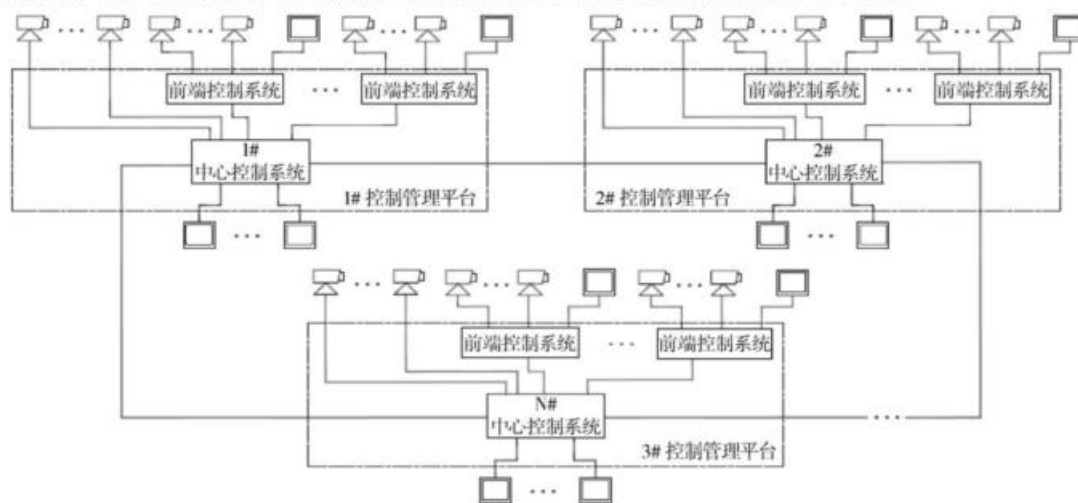 前端控制系统 ··· 前端控制系统
1#
中心控制系统
1# 控制管理平台
前端控制系统 ··· 前端控制系统
2#
中心控制系统
2# 控制管理平台
前端控制系统 ··· 前端控制系统
N#
中心控制系统
3# 控制管理平台